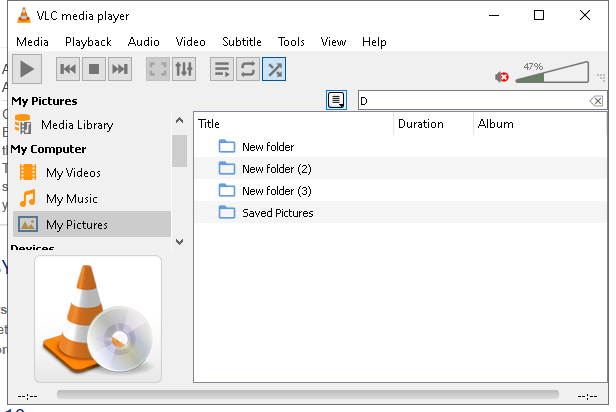 VLC media player
Media Playback Audio Video Subtitle Tools View Help
47%
My Pictures
D
Media Library
Title Duration Album
My Computer
New folder
My Videos
New folder (2)
My Music
New folder (3)
My Pictures
Saved Pictures
Devices
--:-- --:--